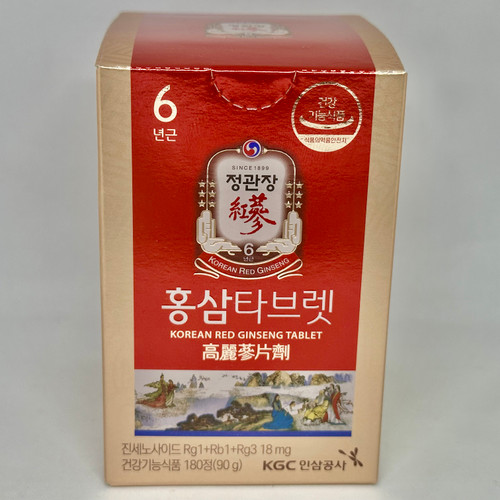 6
년근
건강
기능식품
식품의약품안전처
SINCE 1899
정관장
紅蔘
6
년근
KOREAN RED GINSENG
홍삼타브렛
KOREAN RED GINSENG TABLET
高麗蔘片劑
진세노사이드 Rg1+Rb1+Rg3 18 mg
건강기능식품 180정(90 g)
KGC 인삼공사